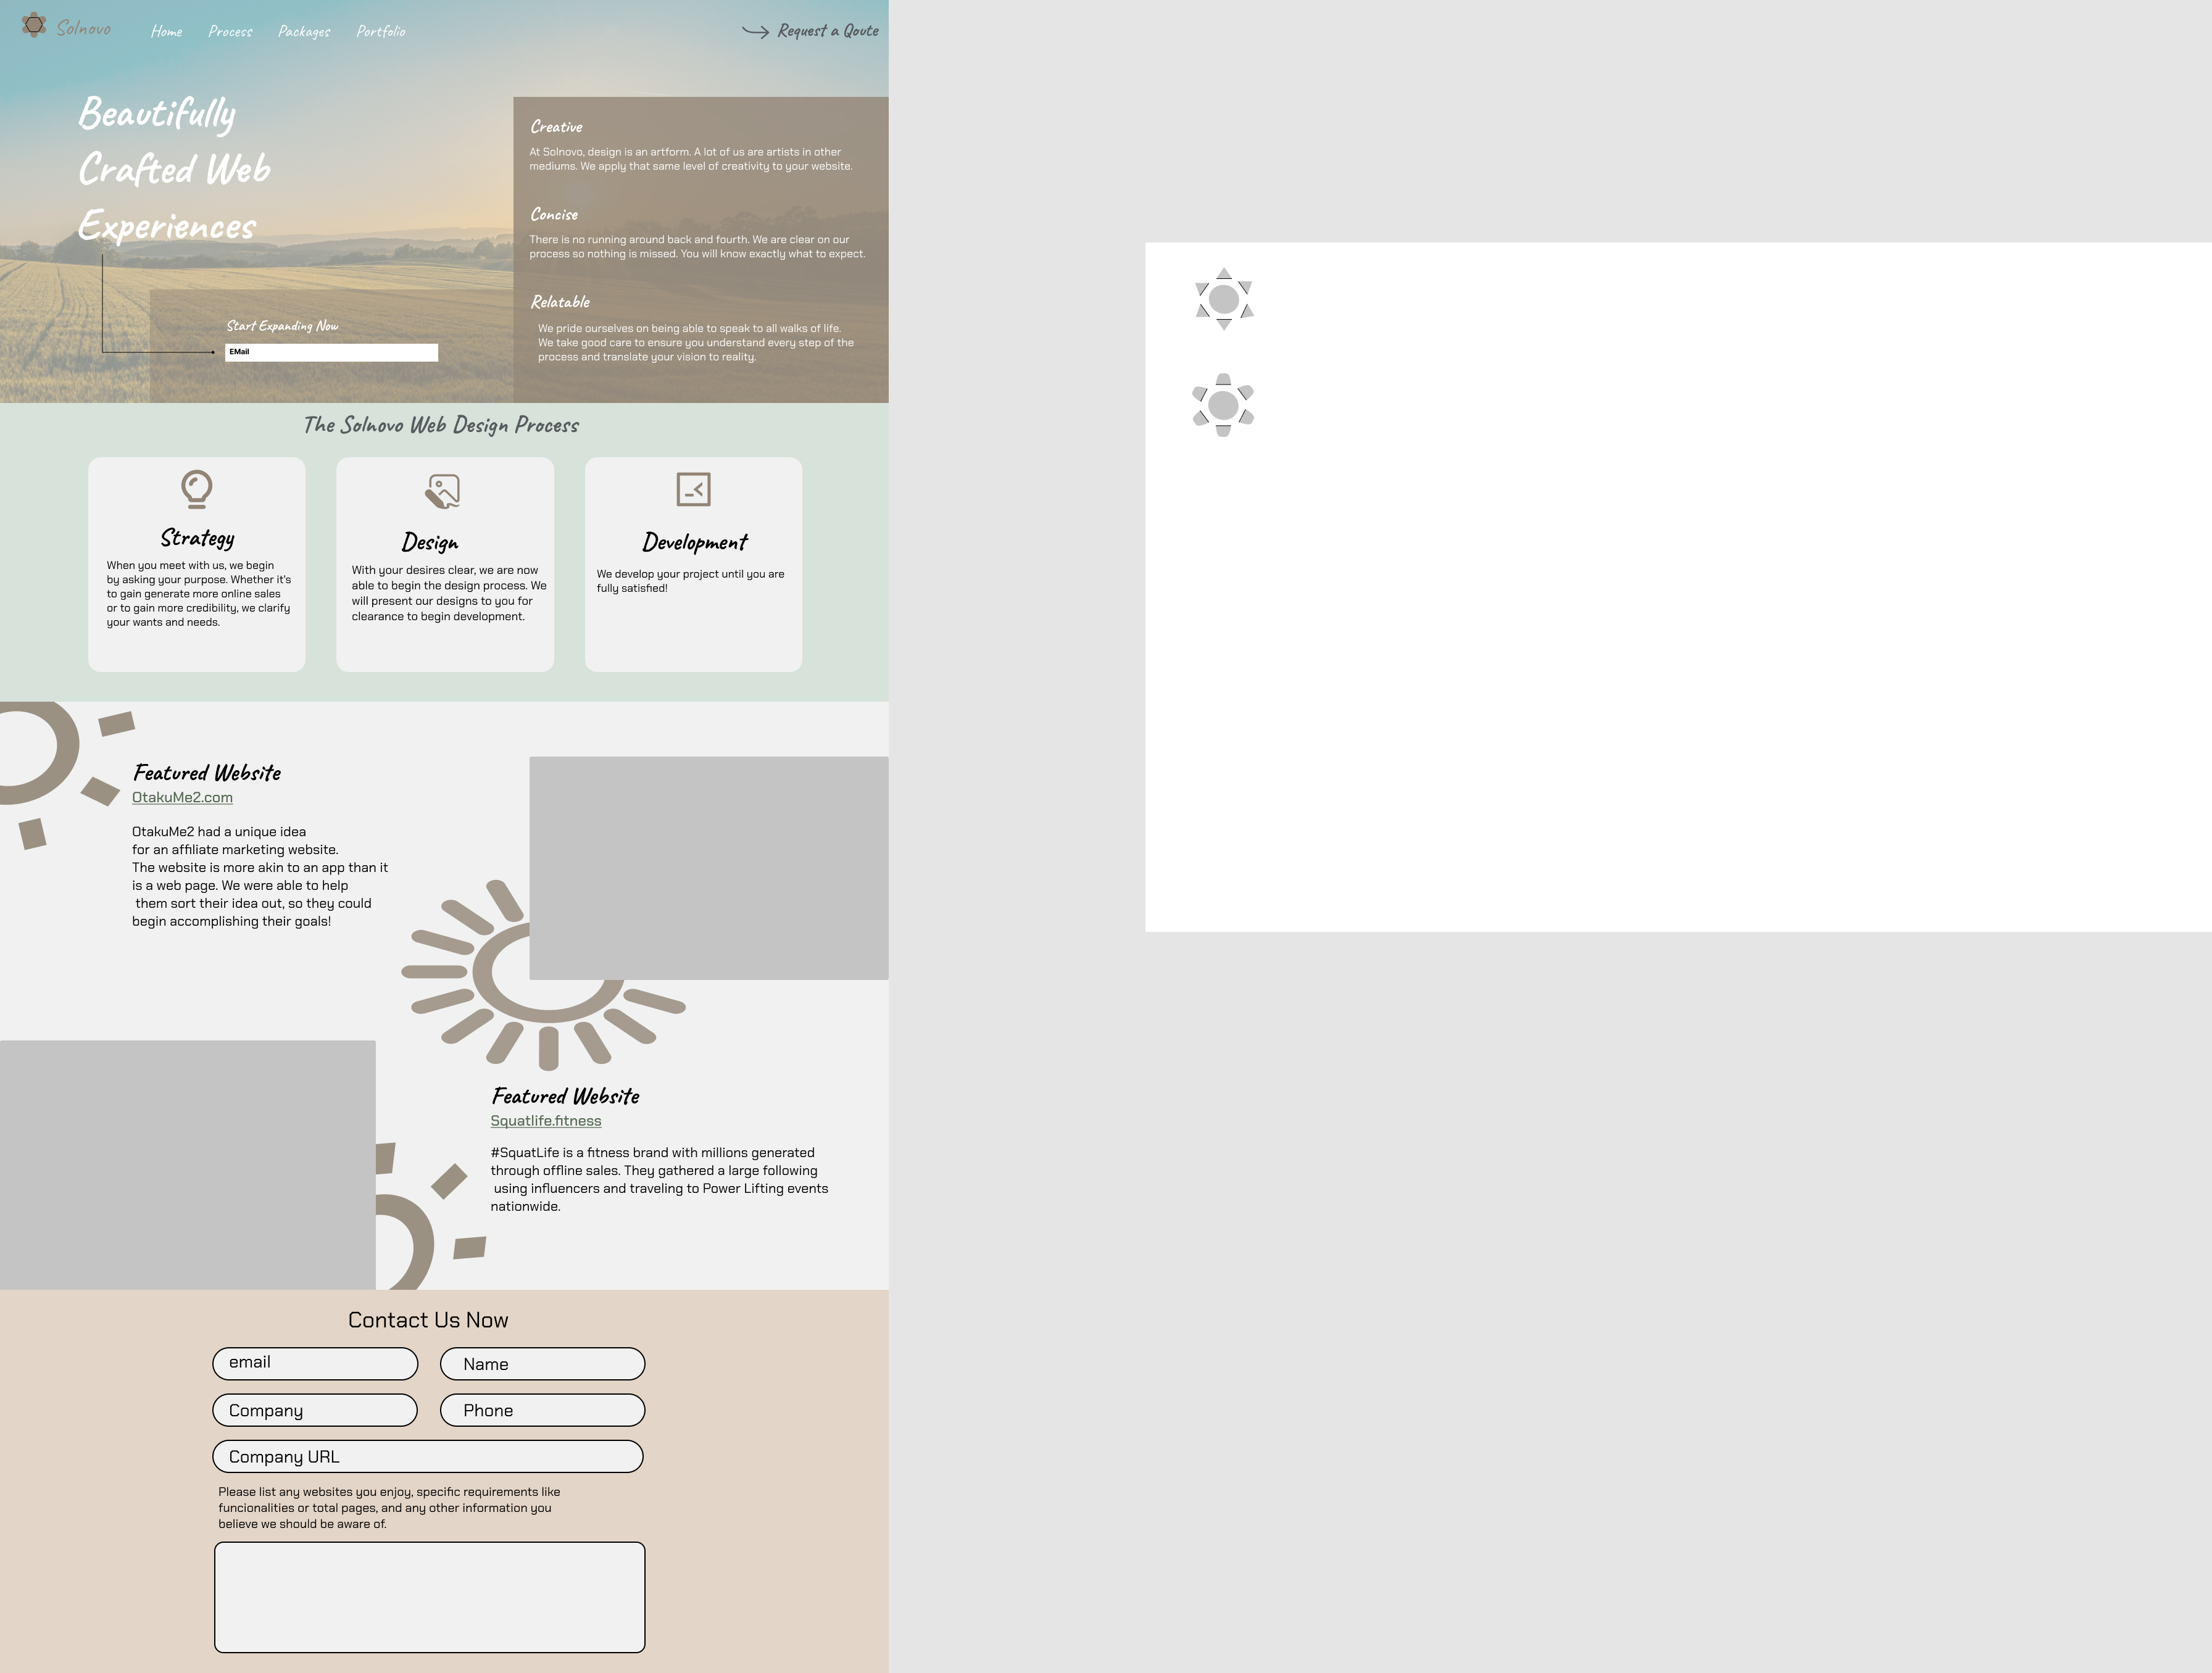 Solnovo
Home
Process
Packages
Portfolio
Request a Qoute
Beautifully
Crafted Web
Experiences
Start Expanding Now
EMail
Creative
At Solnovo, design is an artform. A lot of us are artists in other
mediums. We apply that same level of creativity to your website.
Concise
There is no running around back and fourth. We are clear on our
process so nothing is missed. You will know exactly what to expect.
Relatable
We pride ourselves on being able to speak to all walks of life.
We take good care to ensure you understand every step of the
process and translate your vision to reality.
The Solnovo Web Design Process
Strategy
When you meet with us, we begin
by asking your purpose. Whether it's
to gain generate more online sales
or to gain more credibility, we clarify
your wants and needs.
Design
With your desires clear, we are now
able to begin the design process. We
will present our designs to you for
clearance to begin development.
Development
We develop your project until you are
fully satisfied!
Featured Website
OtakuMe2.com
OtakuMe2 had a unique idea
for an affiliate marketing website.
The website is more akin to an app than it
is a web page. We were able to help
them sort their idea out, so they could
begin accomplishing their goals!
Featured Website
Squatlife.fitness
#SquatLife is a fitness brand with millions generated
through offline sales. They gathered a large following
using influencers and traveling to Power Lifting events
nationwide.
Contact Us Now
email
Name
Company
Phone
Company URL
Please list any websites you enjoy, specific requirements like
funcionalities or total pages, and any other information you
believe we should be aware of.